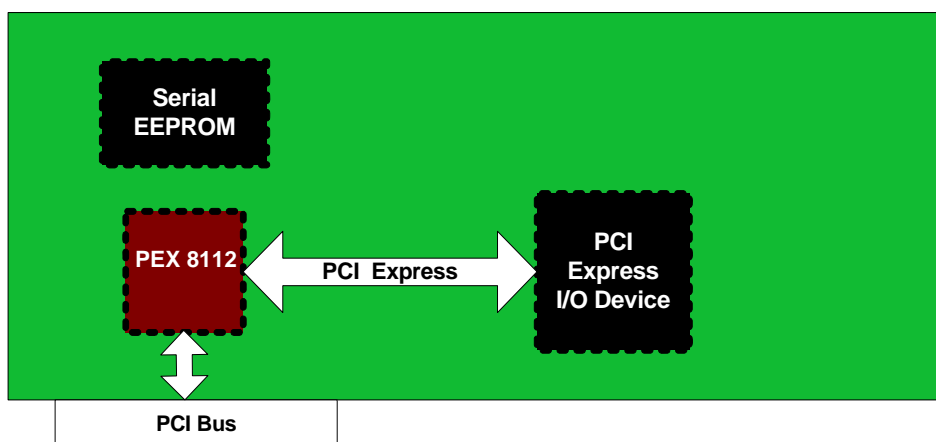 Serial
EEPROM
PEX 8112
PCI Express
PCI
Express
I/O Device
PCI Bus